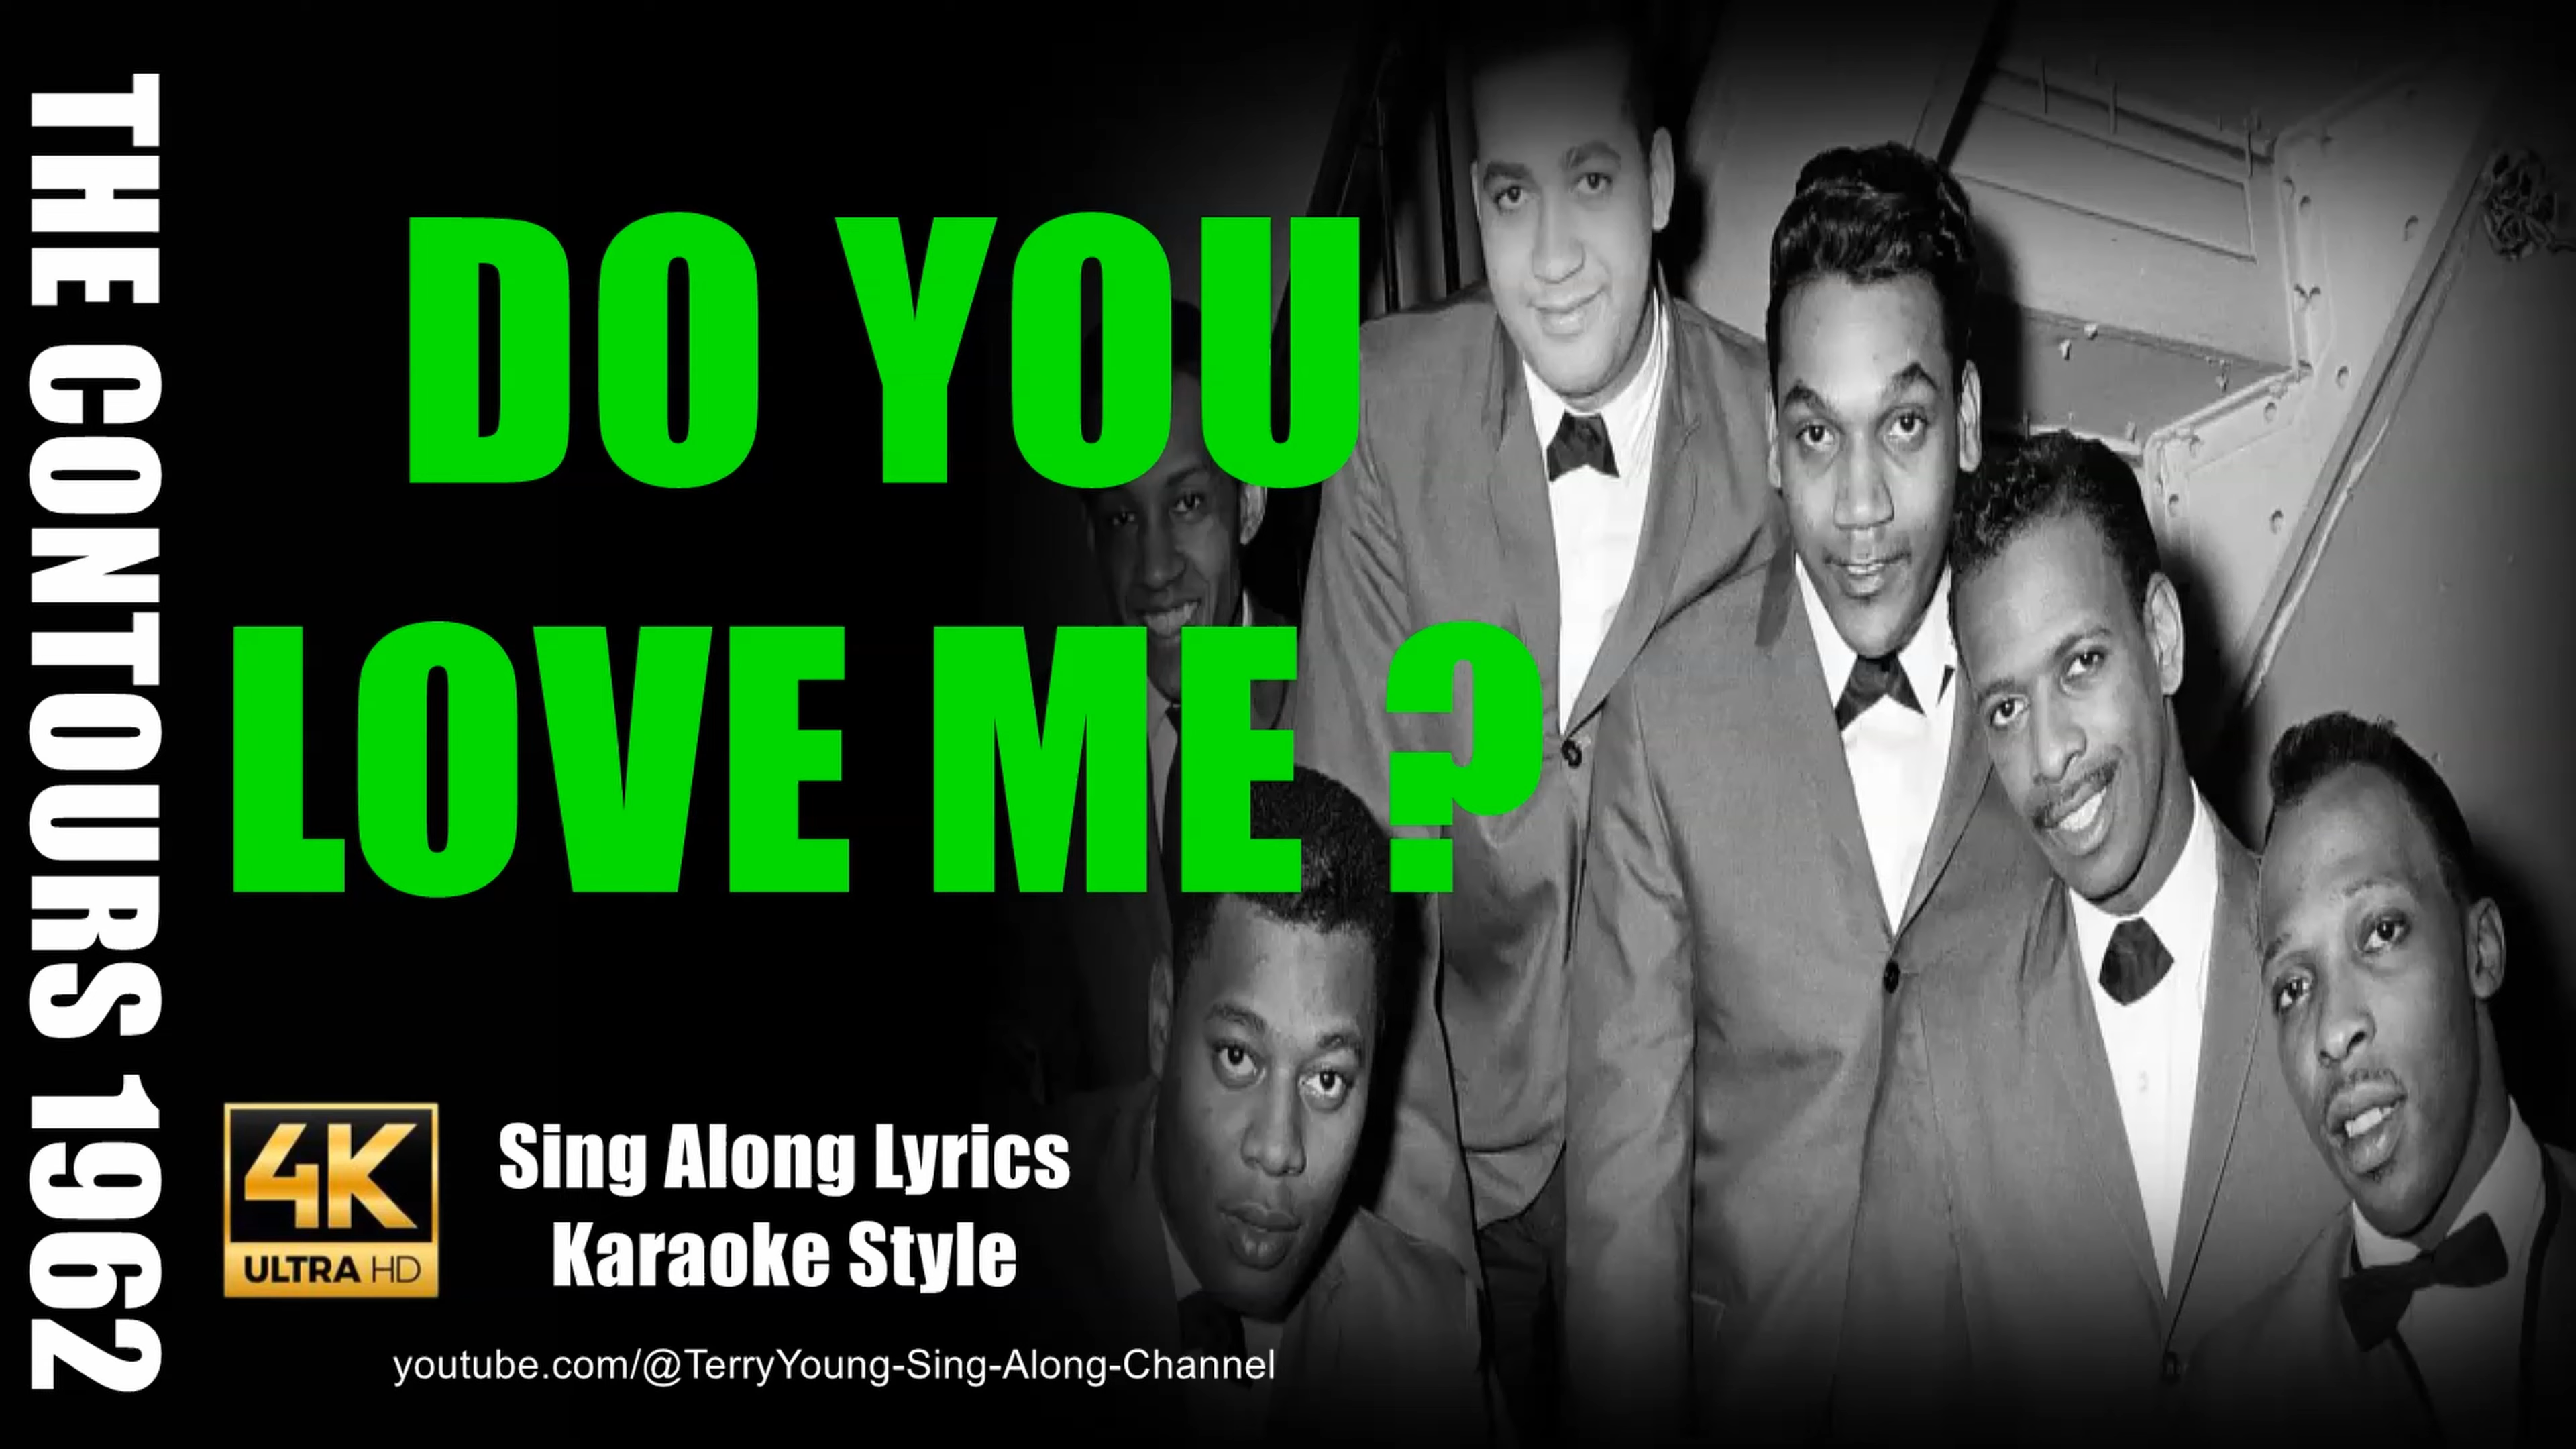 THE CONTOURS 1962
DO YOU
LOVE ME ?
4K
ULTRA HD
Sing Along Lyrics
Karaoke Style
youtube.com/@TerryYoung-Sing-Along-Channel